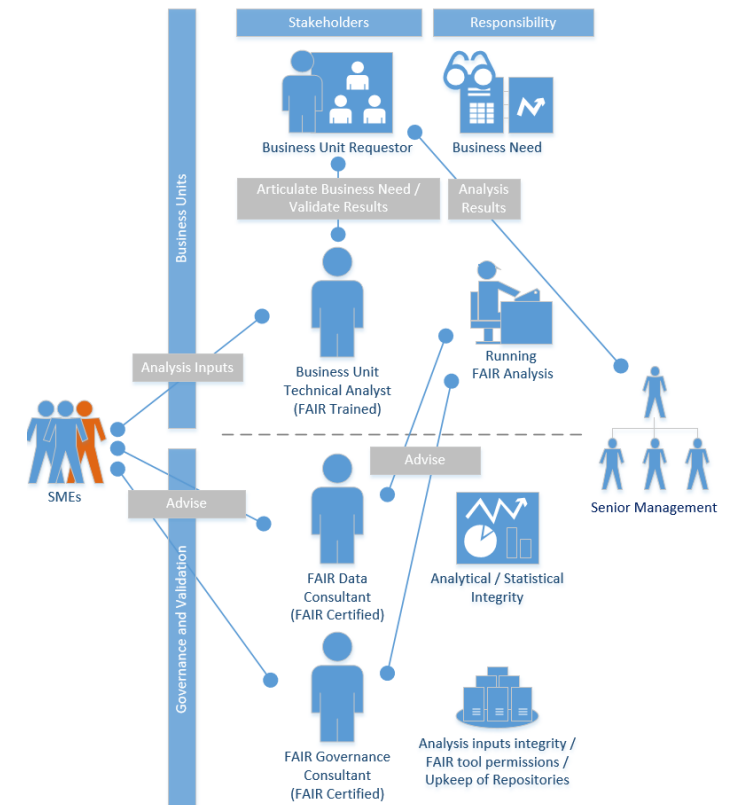 Stakeholders
Responsibility
Business Unit Requestor
Business Need
Articulate Business Need /
Validate Results
Analysis
Results
Business Units
Analysis Inputs
Business Unit
Technical Analyst
(FAIR Trained)
Running
FAIR Analysis
SMEs
Advise
Advise
Senior Management
Governance and Validation
FAIR Data
Consultant
(FAIR Certified)
Analytical / Statistical
Integrity
FAIR Governance
Consultant
(FAIR Certified)
Analysis inputs integrity /
FAIR tool permissions /
Upkeep of Repositories